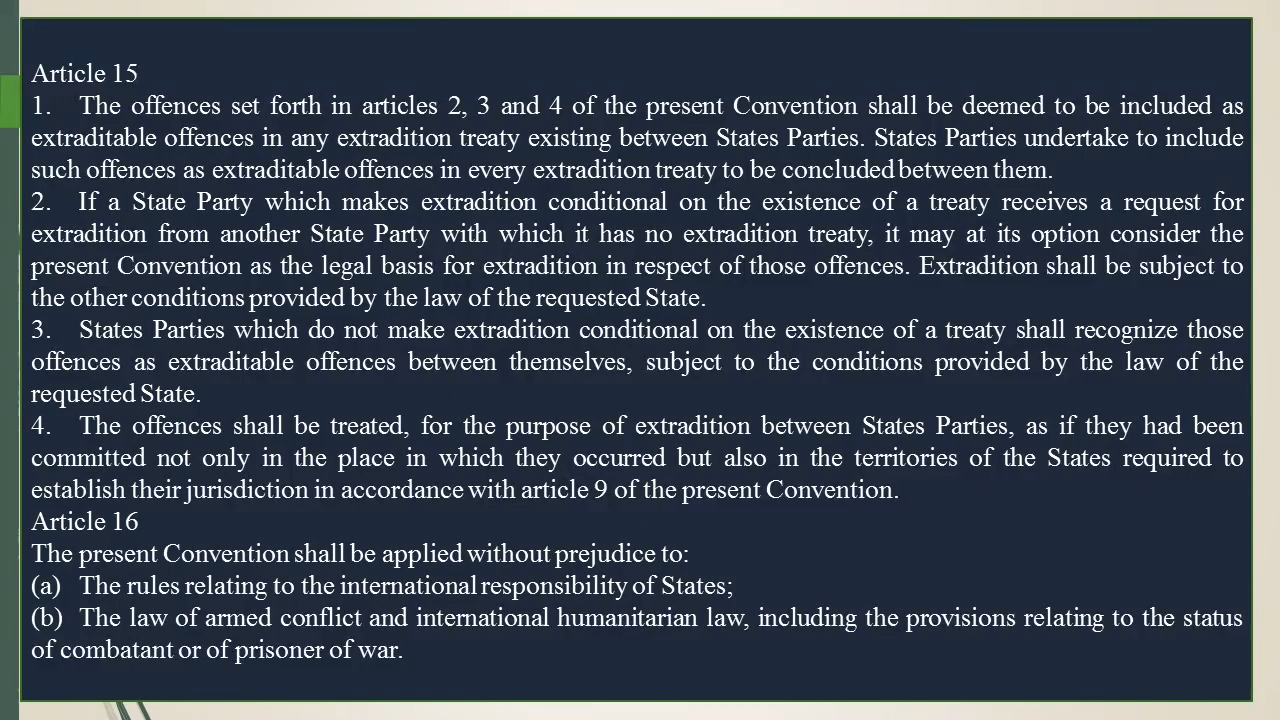 Article 15
1. The offences set forth in articles 2, 3 and 4 of the present Convention shall be deemed to be included as
extraditable offences in any extradition treaty existing between States Parties. States Parties undertake to include
such offences as extraditable offences in every extradition treaty to be concluded between them.
2. If a State Party which makes extradition conditional on the existence of a treaty receives a request for
extradition from another State Party with which it has no extradition treaty, it may at its option consider the
present Convention as the legal basis for extradition in respect of those offences. Extradition shall be subject to
the other conditions provided by the law of the requested State.
3. States Parties which do not make extradition conditional on the existence of a treaty shall recognize those
offences as extraditable offences between themselves, subject to the conditions provided by the law of the
requested State.
4. The offences shall be treated, for the purpose of extradition between States Parties, as if they had been
committed not only in the place in which they occurred but also in the territories of the States required to
establish their jurisdiction in accordance with article 9 of the present Convention.
Article 16
The present Convention shall be applied without prejudice to:
(a) The rules relating to the international responsibility of States;
(b) The law of armed conflict and international humanitarian law, including the provisions relating to the status
of combatant or of prisoner of war.